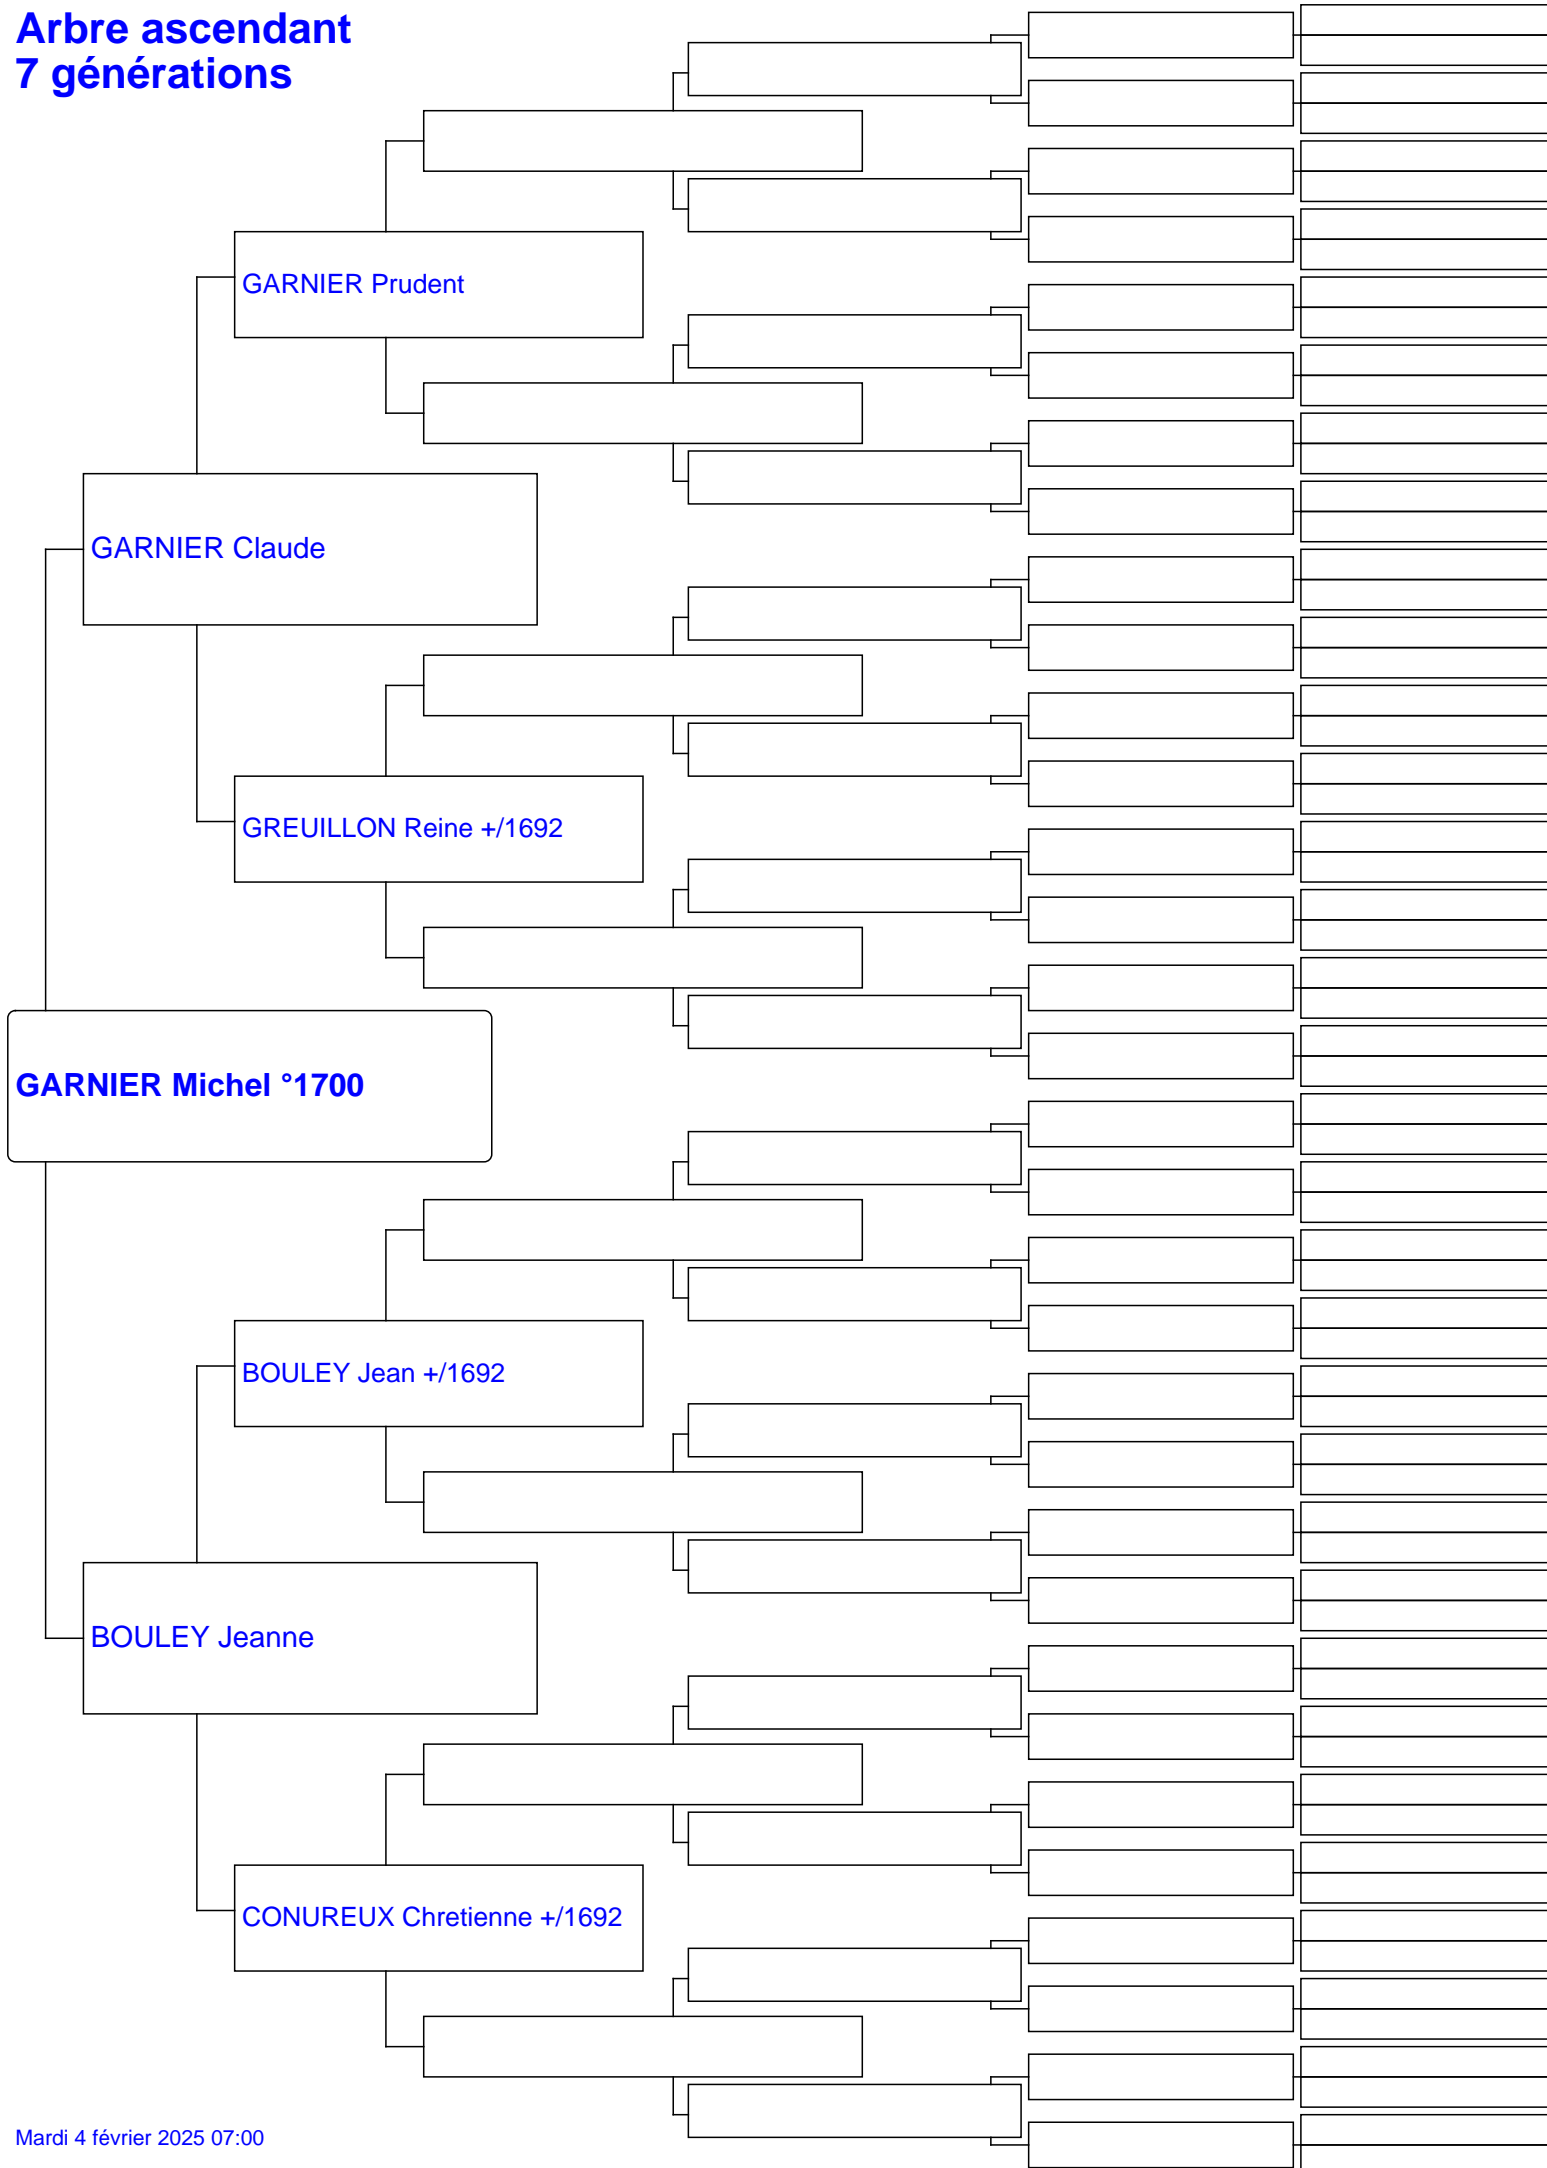 Arbre ascendant
7 générations
GARNIER Prudent
GARNIER Claude
GREUILLON Reine +/1692
GARNIER Michel °1700
BOULEY Jean +/1692
BOULEY Jeanne
CONUREUX Chretienne +/1692
Mardi 4 février 2025 07:00